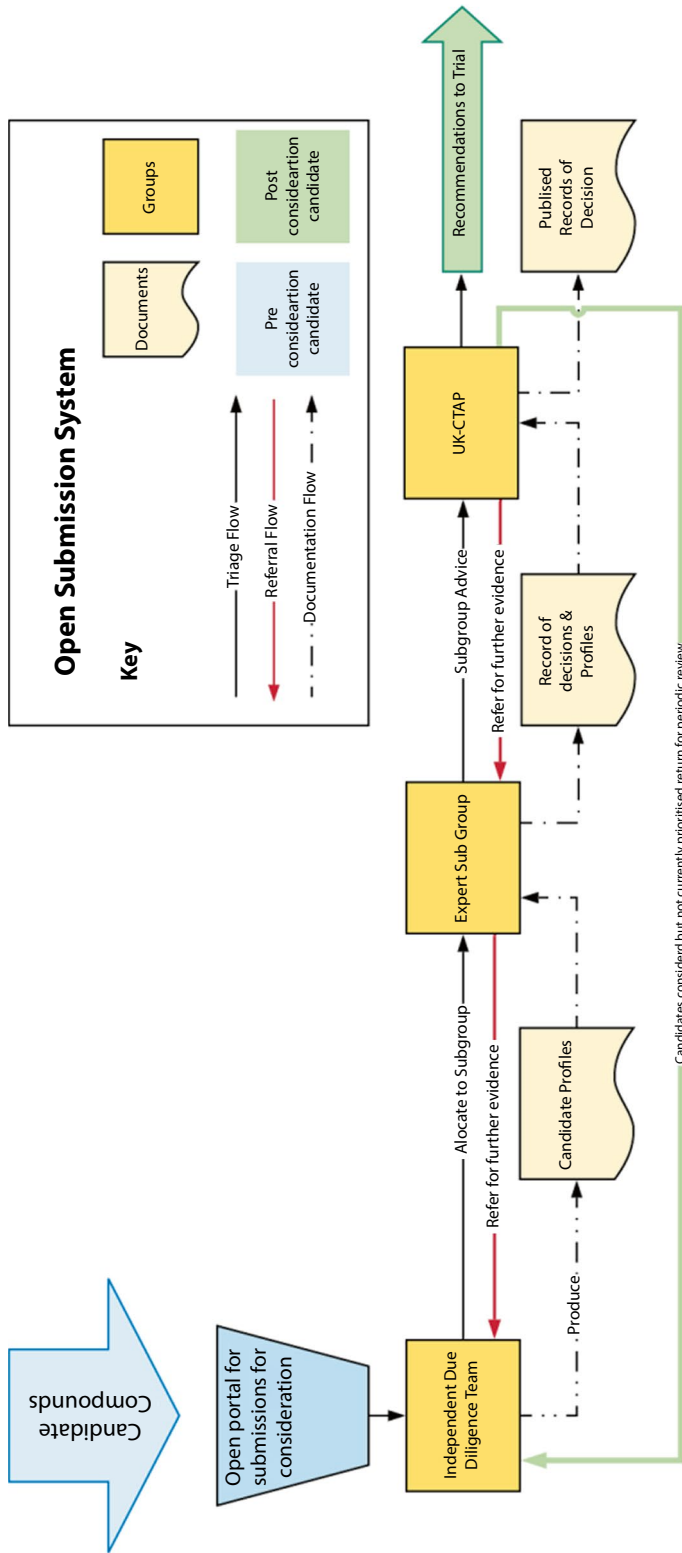 Open Submission System
Key
Documents
Groups
Triage Flow
Referral Flow
Documentation Flow
Pre
consideartion
candidate
Post
consideartion
candidate
Candidate
Compounds
Open portal for
submissions for
consideration
Independent Due
Diligence Team
Alocate to Subgroup
Refer for further evidence
Produce
Candidate Profiles
Expert Sub Group
Subgroup Advice
Refer for further evidence
Record of
decisions &
Profiles
UK-CTAP
Recommendations to Trial
Publised
Records of
Decision
Candidates considerd but not currently prioritised return for periodic review